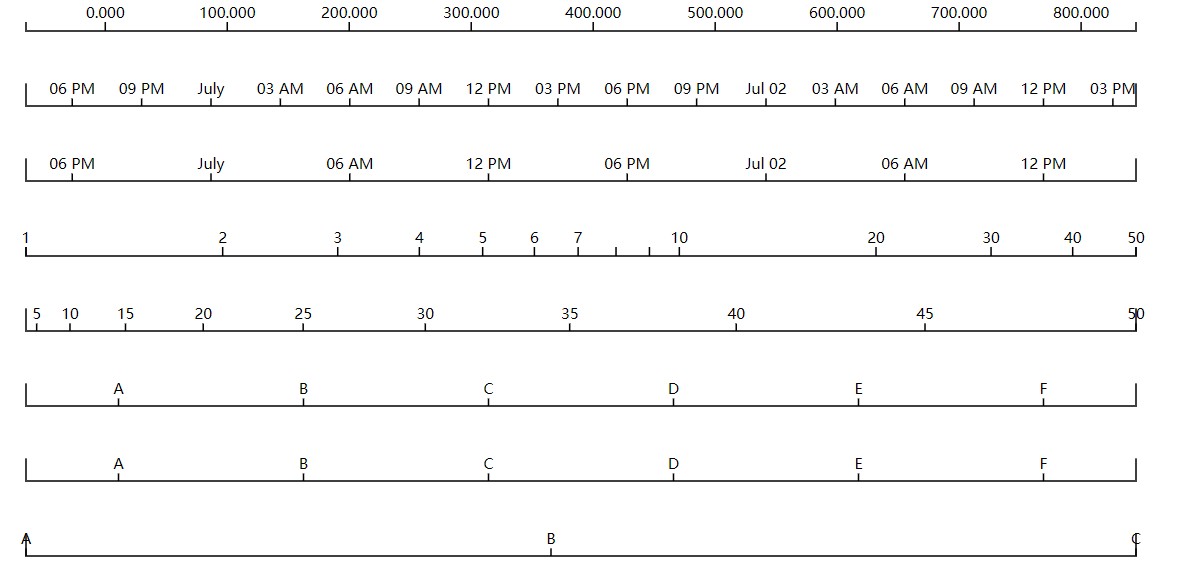 0.000 100.000 200.000 300.000 400.000 500.000 600.000 700.000 800.000
06 PM 09 PM July 03 AM 06 AM 09 AM 12 PM 03 PM 06 PM 09 PM Jul 02 03 AM 06 AM 09 AM 12 PM 03 PM
06 PM July 06 AM 12 PM 06 PM Jul 02 06 AM 12 PM
1 2 3 4 5 6 7 10 20 30 40 50
5 10 15 20 25 30 35 40 45 50
A B C D E F
A B C D E F
A B C